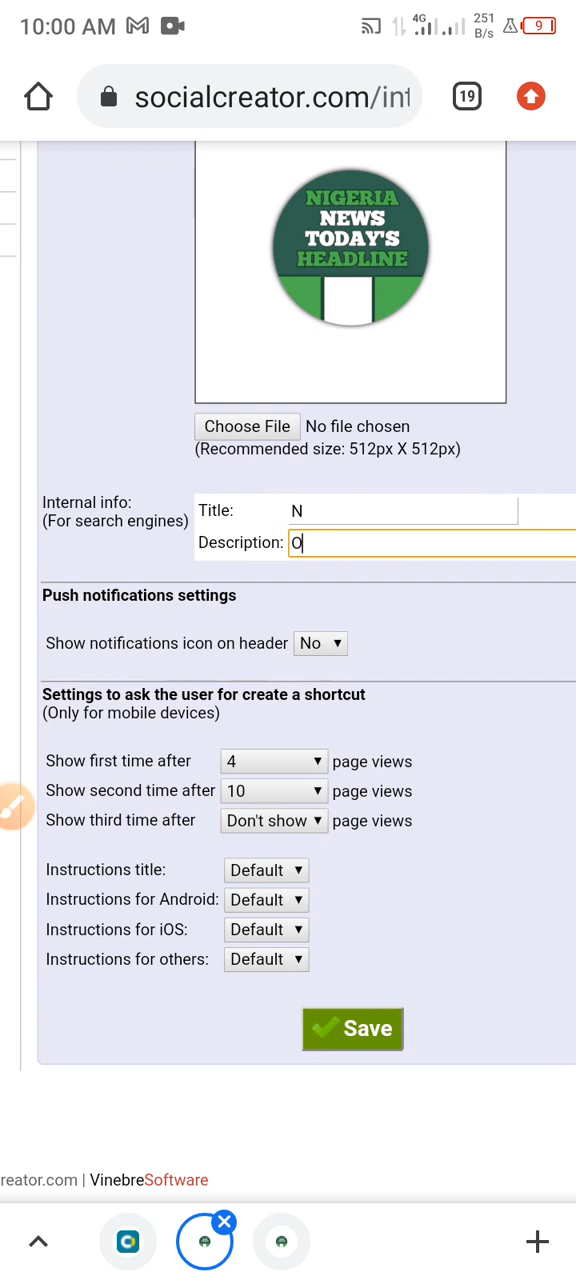 10:00 AM 4G 251 B/s 9
socialcreator.com/int 19
NIGERIA
NEWS
TODAY'S
HEADLINE
Choose File No file chosen
(Recommended size: 512px X 512px)
Internal info:
(For search engines)
Title: N
Description: O
Push notifications settings
Show notifications icon on header No
Settings to ask the user for create a shortcut
(Only for mobile devices)
Show first time after 4 page views
Show second time after 10 page views
Show third time after Don't show page views
Instructions title: Default
Instructions for Android: Default
Instructions for iOS: Default
Instructions for others: Default
Save
reator.com | VinebreSoftware